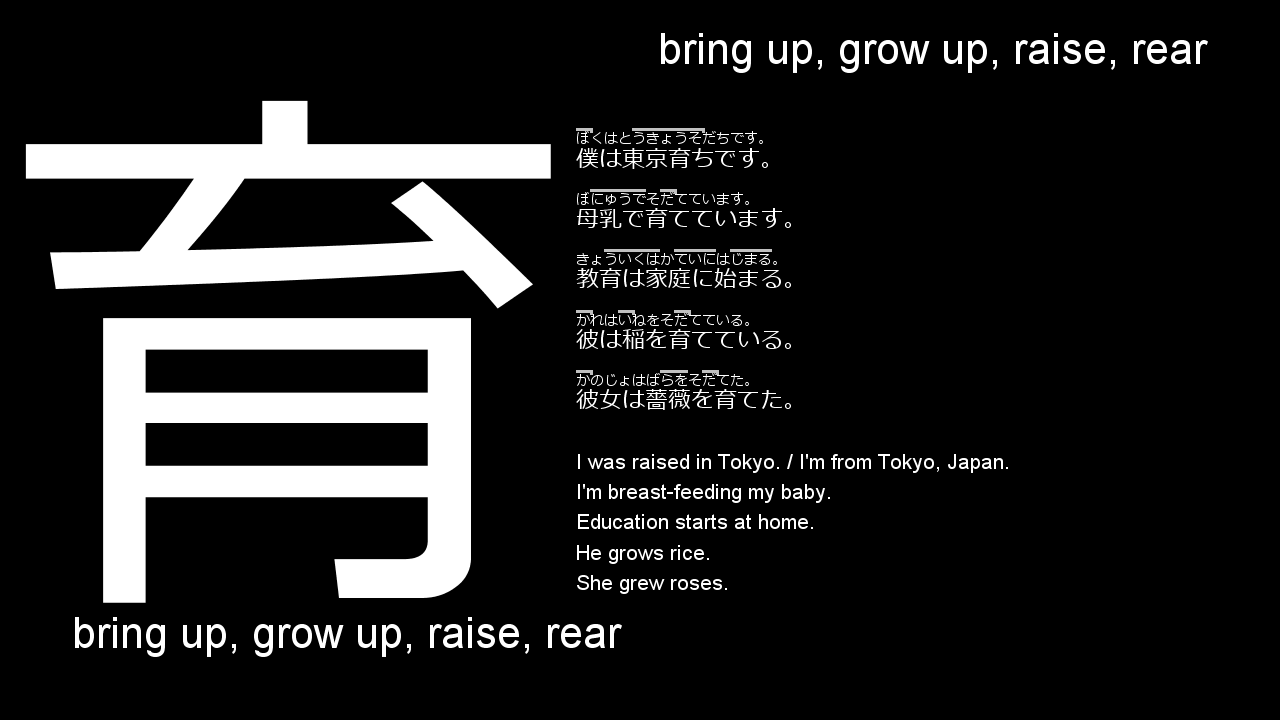 bring up, grow up, raise, rear
育
ぼくはとうきょうそだちです。
僕は東京育ちです。
ぼにゅうでそだてています。
母乳で育てています。
きょういくはかていにはじまる。
教育は家庭に始まる。
かれはいねをそだてている。
彼は稲を育てている。
かのじょはばらをそだてた。
彼女は薔薇を育てた。
I was raised in Tokyo. / I'm from Tokyo, Japan.
I'm breast-feeding my baby.
Education starts at home.
He grows rice.
She grew roses.
bring up, grow up, raise, rear